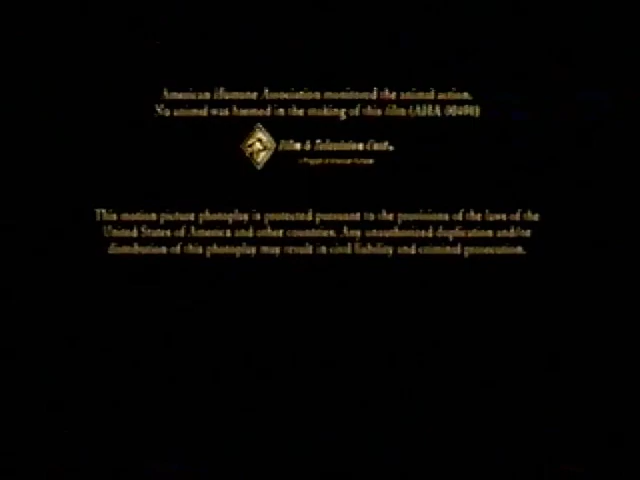 American Humane Association monitored the animal action.
No animal was harmed in the making of this film (AHA
Film & Television Unit
This motion picture photoplay is protected pursuant to the provisions of the laws of the
United States of America and other countries. Any unauthorized duplication and/or
distribution of this photoplay may result in civil liability and criminal prosecution.